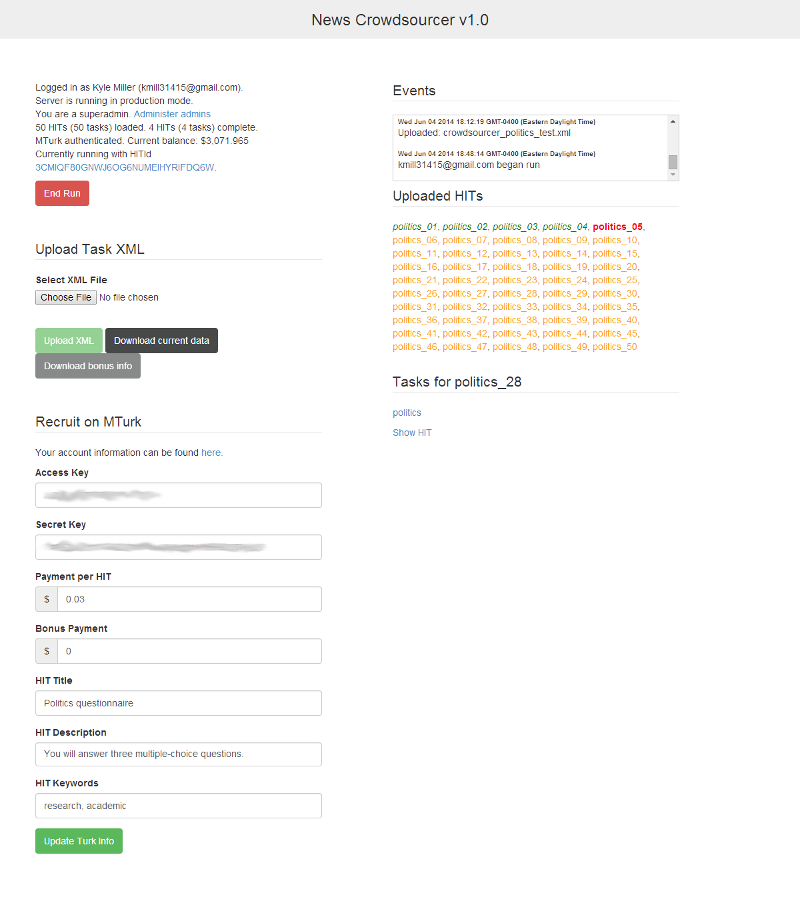 News Crowdsourcer v1.0
Logged in as Kyle Miller (kmill31415@gmail.com).
Server is running in production mode.
You are a superadmin. Administer admins
50 HITs (50 tasks) loaded. 4 HITs (4 tasks) complete.
MTurk authenticated. Current balance: $3,071.965
Currently running with HITId
3CMIQF80GNWJ6OG6NUMEIHYRIFDQ6W.
End Run
Upload Task XML
Select XML File
Choose File No file chosen
Upload XML Download current data
Download bonus info
Recruit on MTurk
Your account information can be found here.
Access Key
Secret Key
Payment per HIT
$ 0.03
Bonus Payment
$ 0
HIT Title
Politics questionnaire
HIT Description
You will answer three multiple-choice questions.
HIT Keywords
research, academic
Update Turk Info
Events
Wed Jun 04 2014 18:12:19 GMT-0400 (Eastern Daylight Time)
Uploaded: crowdsourcer_politics_test.xml
Wed Jun 04 2014 18:48:14 GMT-0400 (Eastern Daylight Time)
kmill31415@gmail.com began run
Uploaded HITs
politics_01, politics_02, politics_03, politics_04, politics_05,
politics_06, politics_07, politics_08, politics_09, politics_10,
politics_11, politics_12, politics_13, politics_14, politics_15,
politics_16, politics_17, politics_18, politics_19, politics_20,
politics_21, politics_22, politics_23, politics_24, politics_25,
politics_26, politics_27, politics_28, politics_29, politics_30,
politics_31, politics_32, politics_33, politics_34, politics_35,
politics_36, politics_37, politics_38, politics_39, politics_40,
politics_41, politics_42, politics_43, politics_44, politics_45,
politics_46, politics_47, politics_48, politics_49, politics_50
Tasks for politics_28
politics
Show HIT